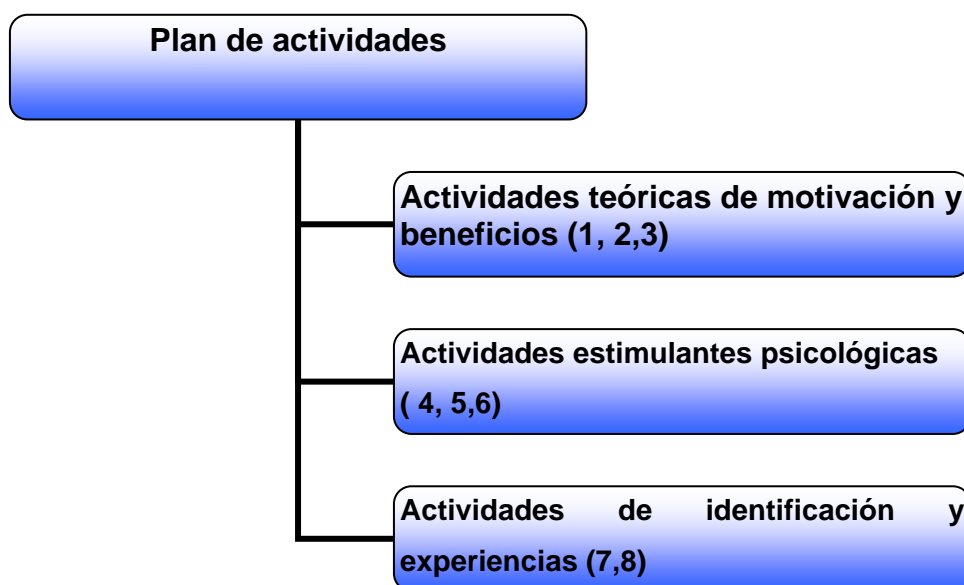 Plan de actividades
Actividades teóricas de motivación y
beneficios (1, 2,3)
Actividades estimulantes psicológicas
( 4, 5,6)
Actividades de identificación y
experiencias (7,8)